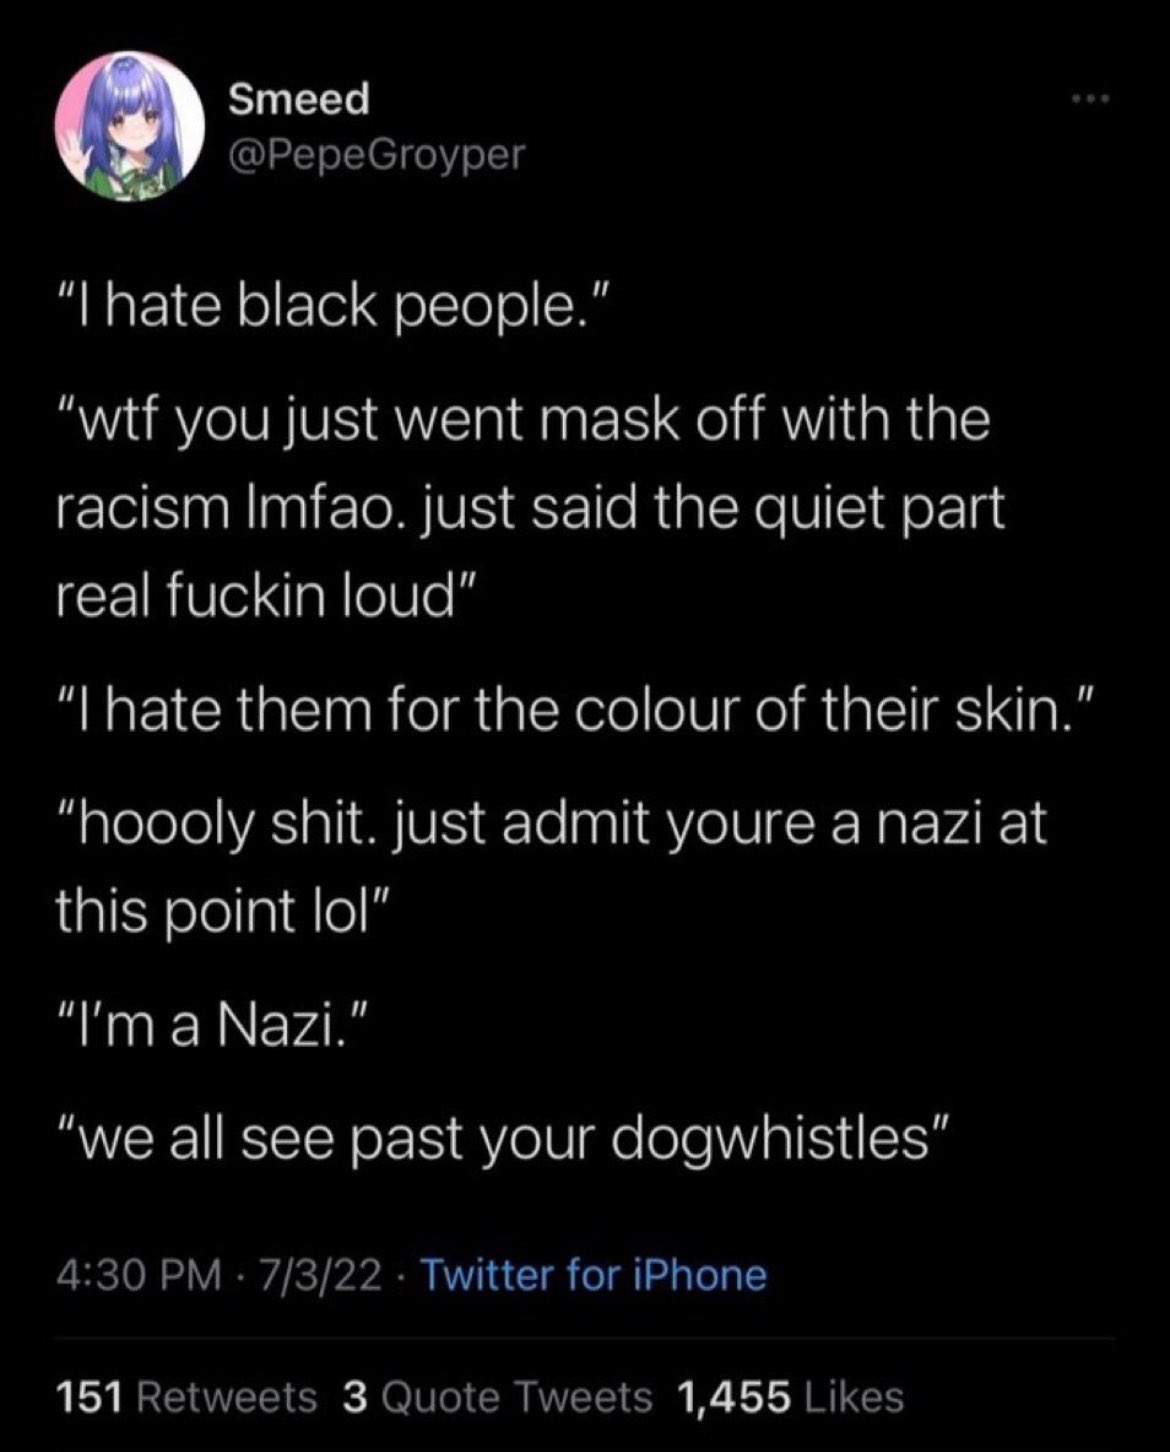 Smeed
@PepeGroyper
“I hate black people.”
“wtf you just went mask off with the
racism lmfao. just said the quiet part
real fuckin loud”
“I hate them for the colour of their skin.”
“hoooly shit. just admit youre a nazi at
this point lol”
“I'm a Nazi.”
“we all see past your dogwhistles”
4:30 PM · 7/3/22 · Twitter for iPhone
151 Retweets 3 Quote Tweets 1,455 Likes